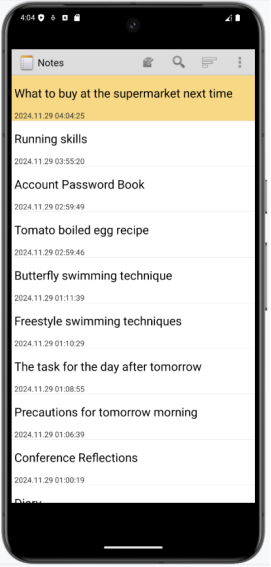 4:04
Notes
What to buy at the supermarket next time
2024.11.29 04:04:25
Running skills
2024.11.29 03:55:20
Account Password Book
2024.11.29 02:59:49
Tomato boiled egg recipe
2024.11.29 02:59:46
Butterfly swimming technique
2024.11.29 01:11:39
Freestyle swimming techniques
2024.11.29 01:10:29
The task for the day after tomorrow
2024.11.29 01:08:55
Precautions for tomorrow morning
2024.11.29 01:06:39
Conference Reflections
2024.11.29 01:00:19
Diary